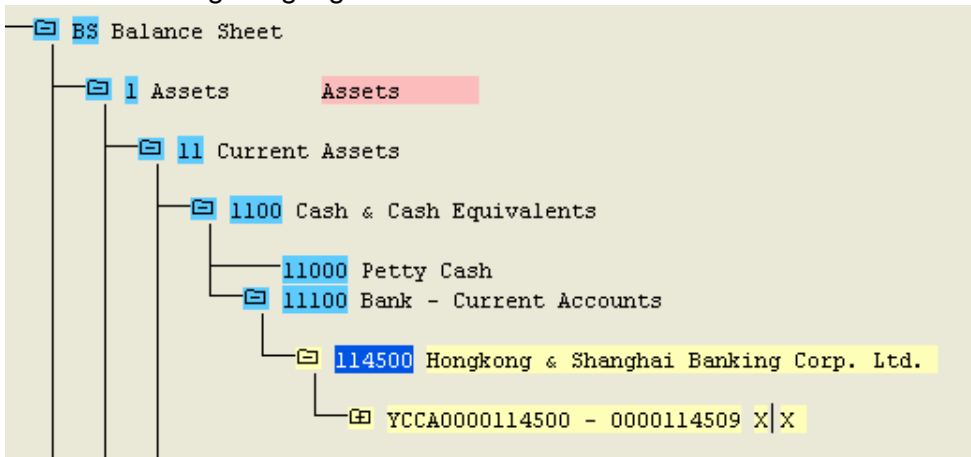 BS Balance Sheet
1 Assets Assets
11 Current Assets
1100 Cash & Cash Equivalents
11000 Petty Cash
11100 Bank - Current Accounts
114500 Hongkong & Shanghai Banking Corp. Ltd.
YCCA0000114500 - 0000114509 X X